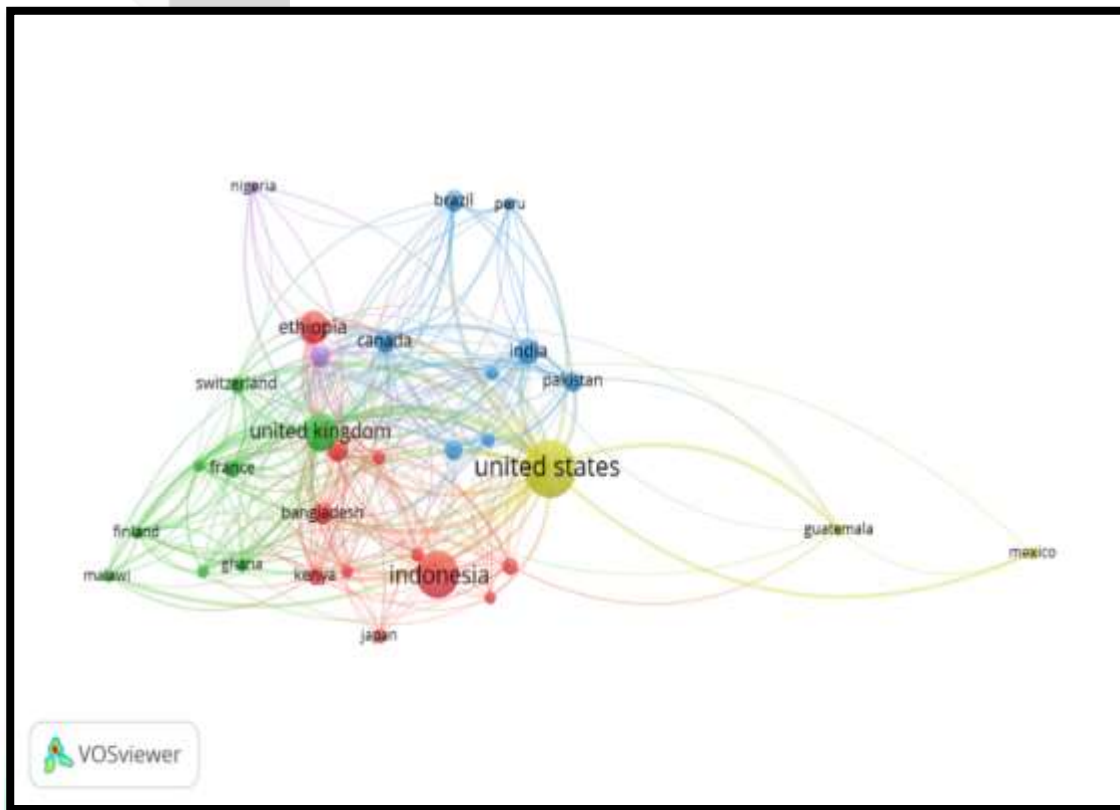 nigeria
brazil
peru
ethiopia
canada
india
switzerland
pakistan
united kingdom
france
united states
bangladesh
finland
guatemala
mexico
ghana
malawi
kenya
indonesia
japan
VOSviewer